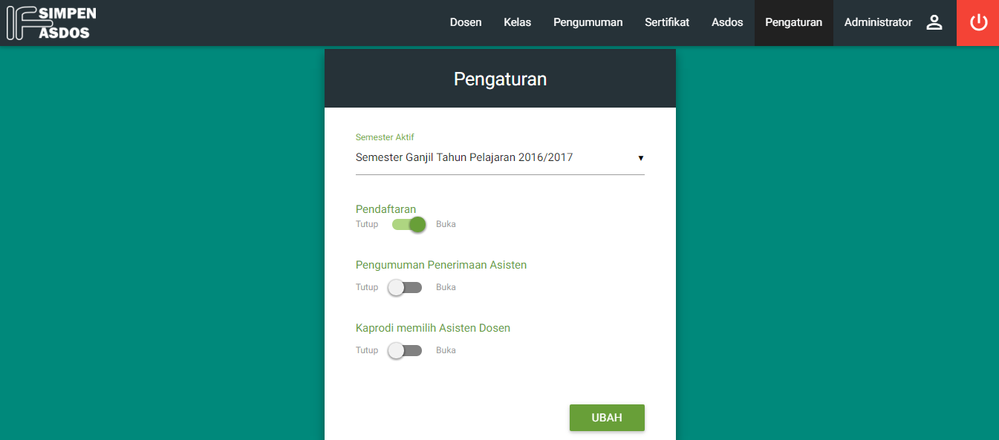 IF SIMPEN ASDOS
Dosen Kelas Pengumuman Sertifikat Asdos Pengaturan Administrator
Pengaturan
Semester Aktif
Semester Ganjil Tahun Pelajaran 2016/2017
Pendaftaran
Tutup Buka
Pengumuman Penerimaan Asisten
Tutup Buka
Kaprodi memilih Asisten Dosen
Tutup Buka
UBAH